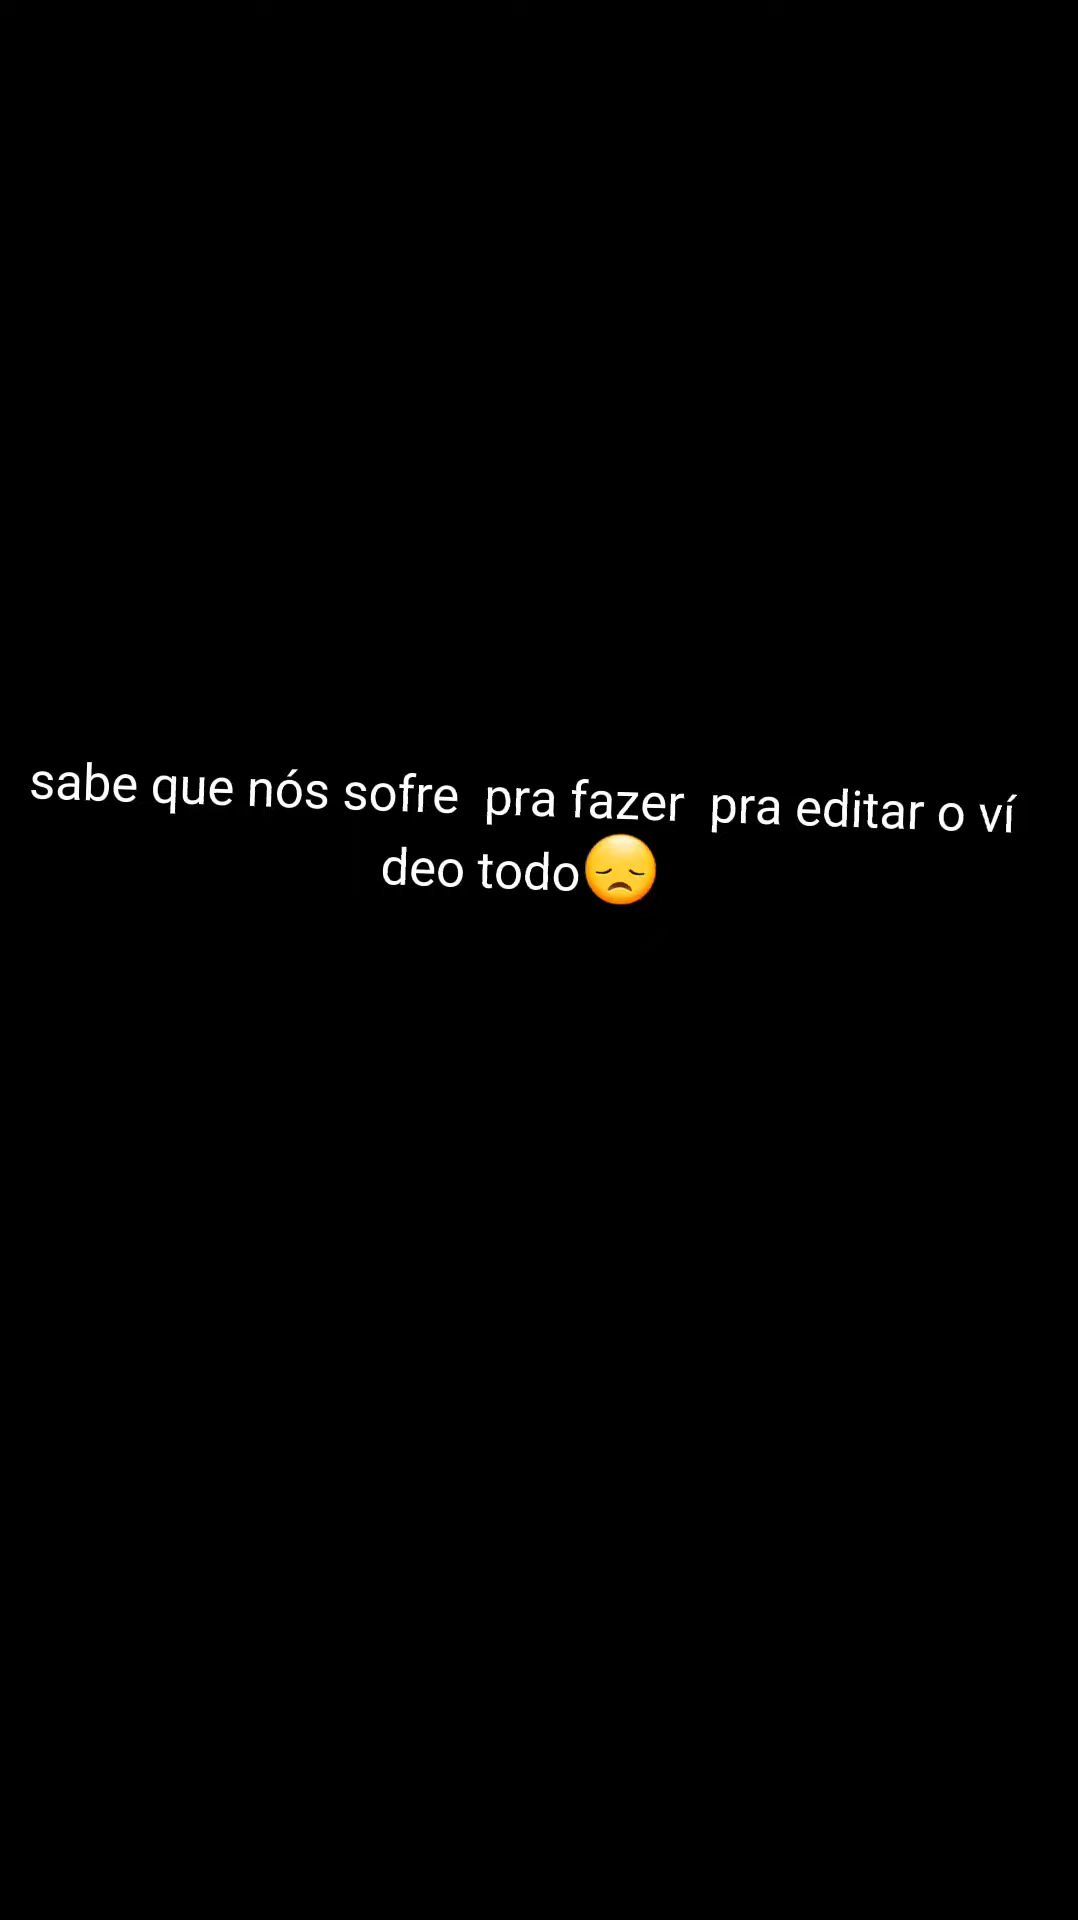 sabe que nós sofre  pra fazer  pra editar o ví
deo todo😞